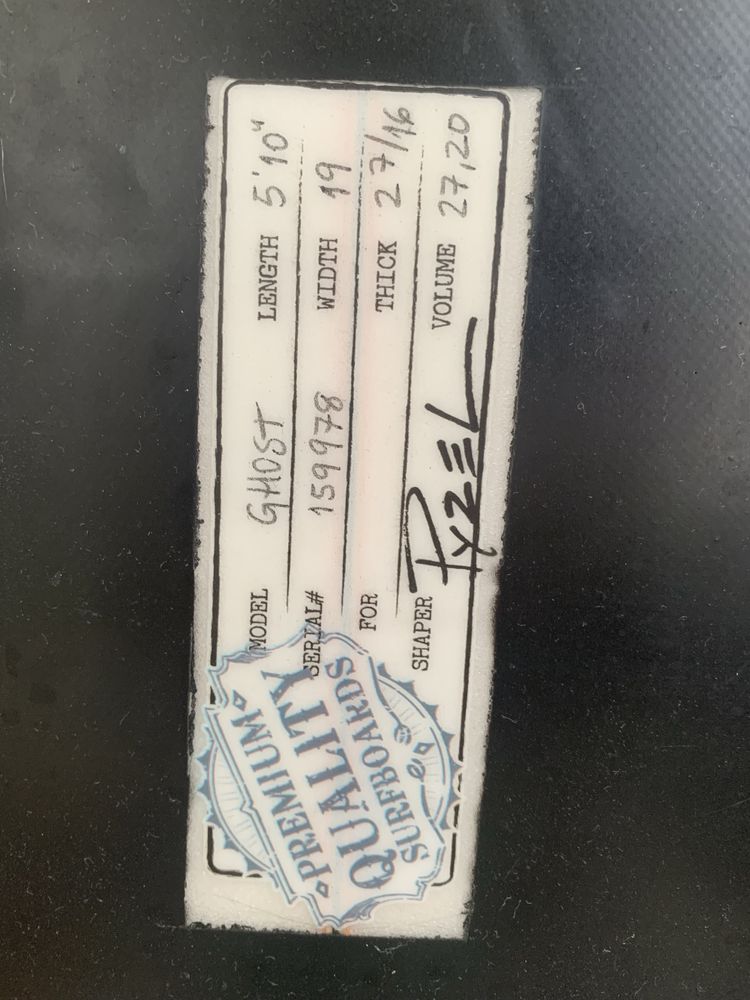 MODEL GHOST LENGTH 5'10"
SERIAL# 159978 WIDTH 19
FOR THICK 2 7/16
SHAPER PYZEL VOLUME 27,20
PREMIUM
QUALITY
SURFBOARDS